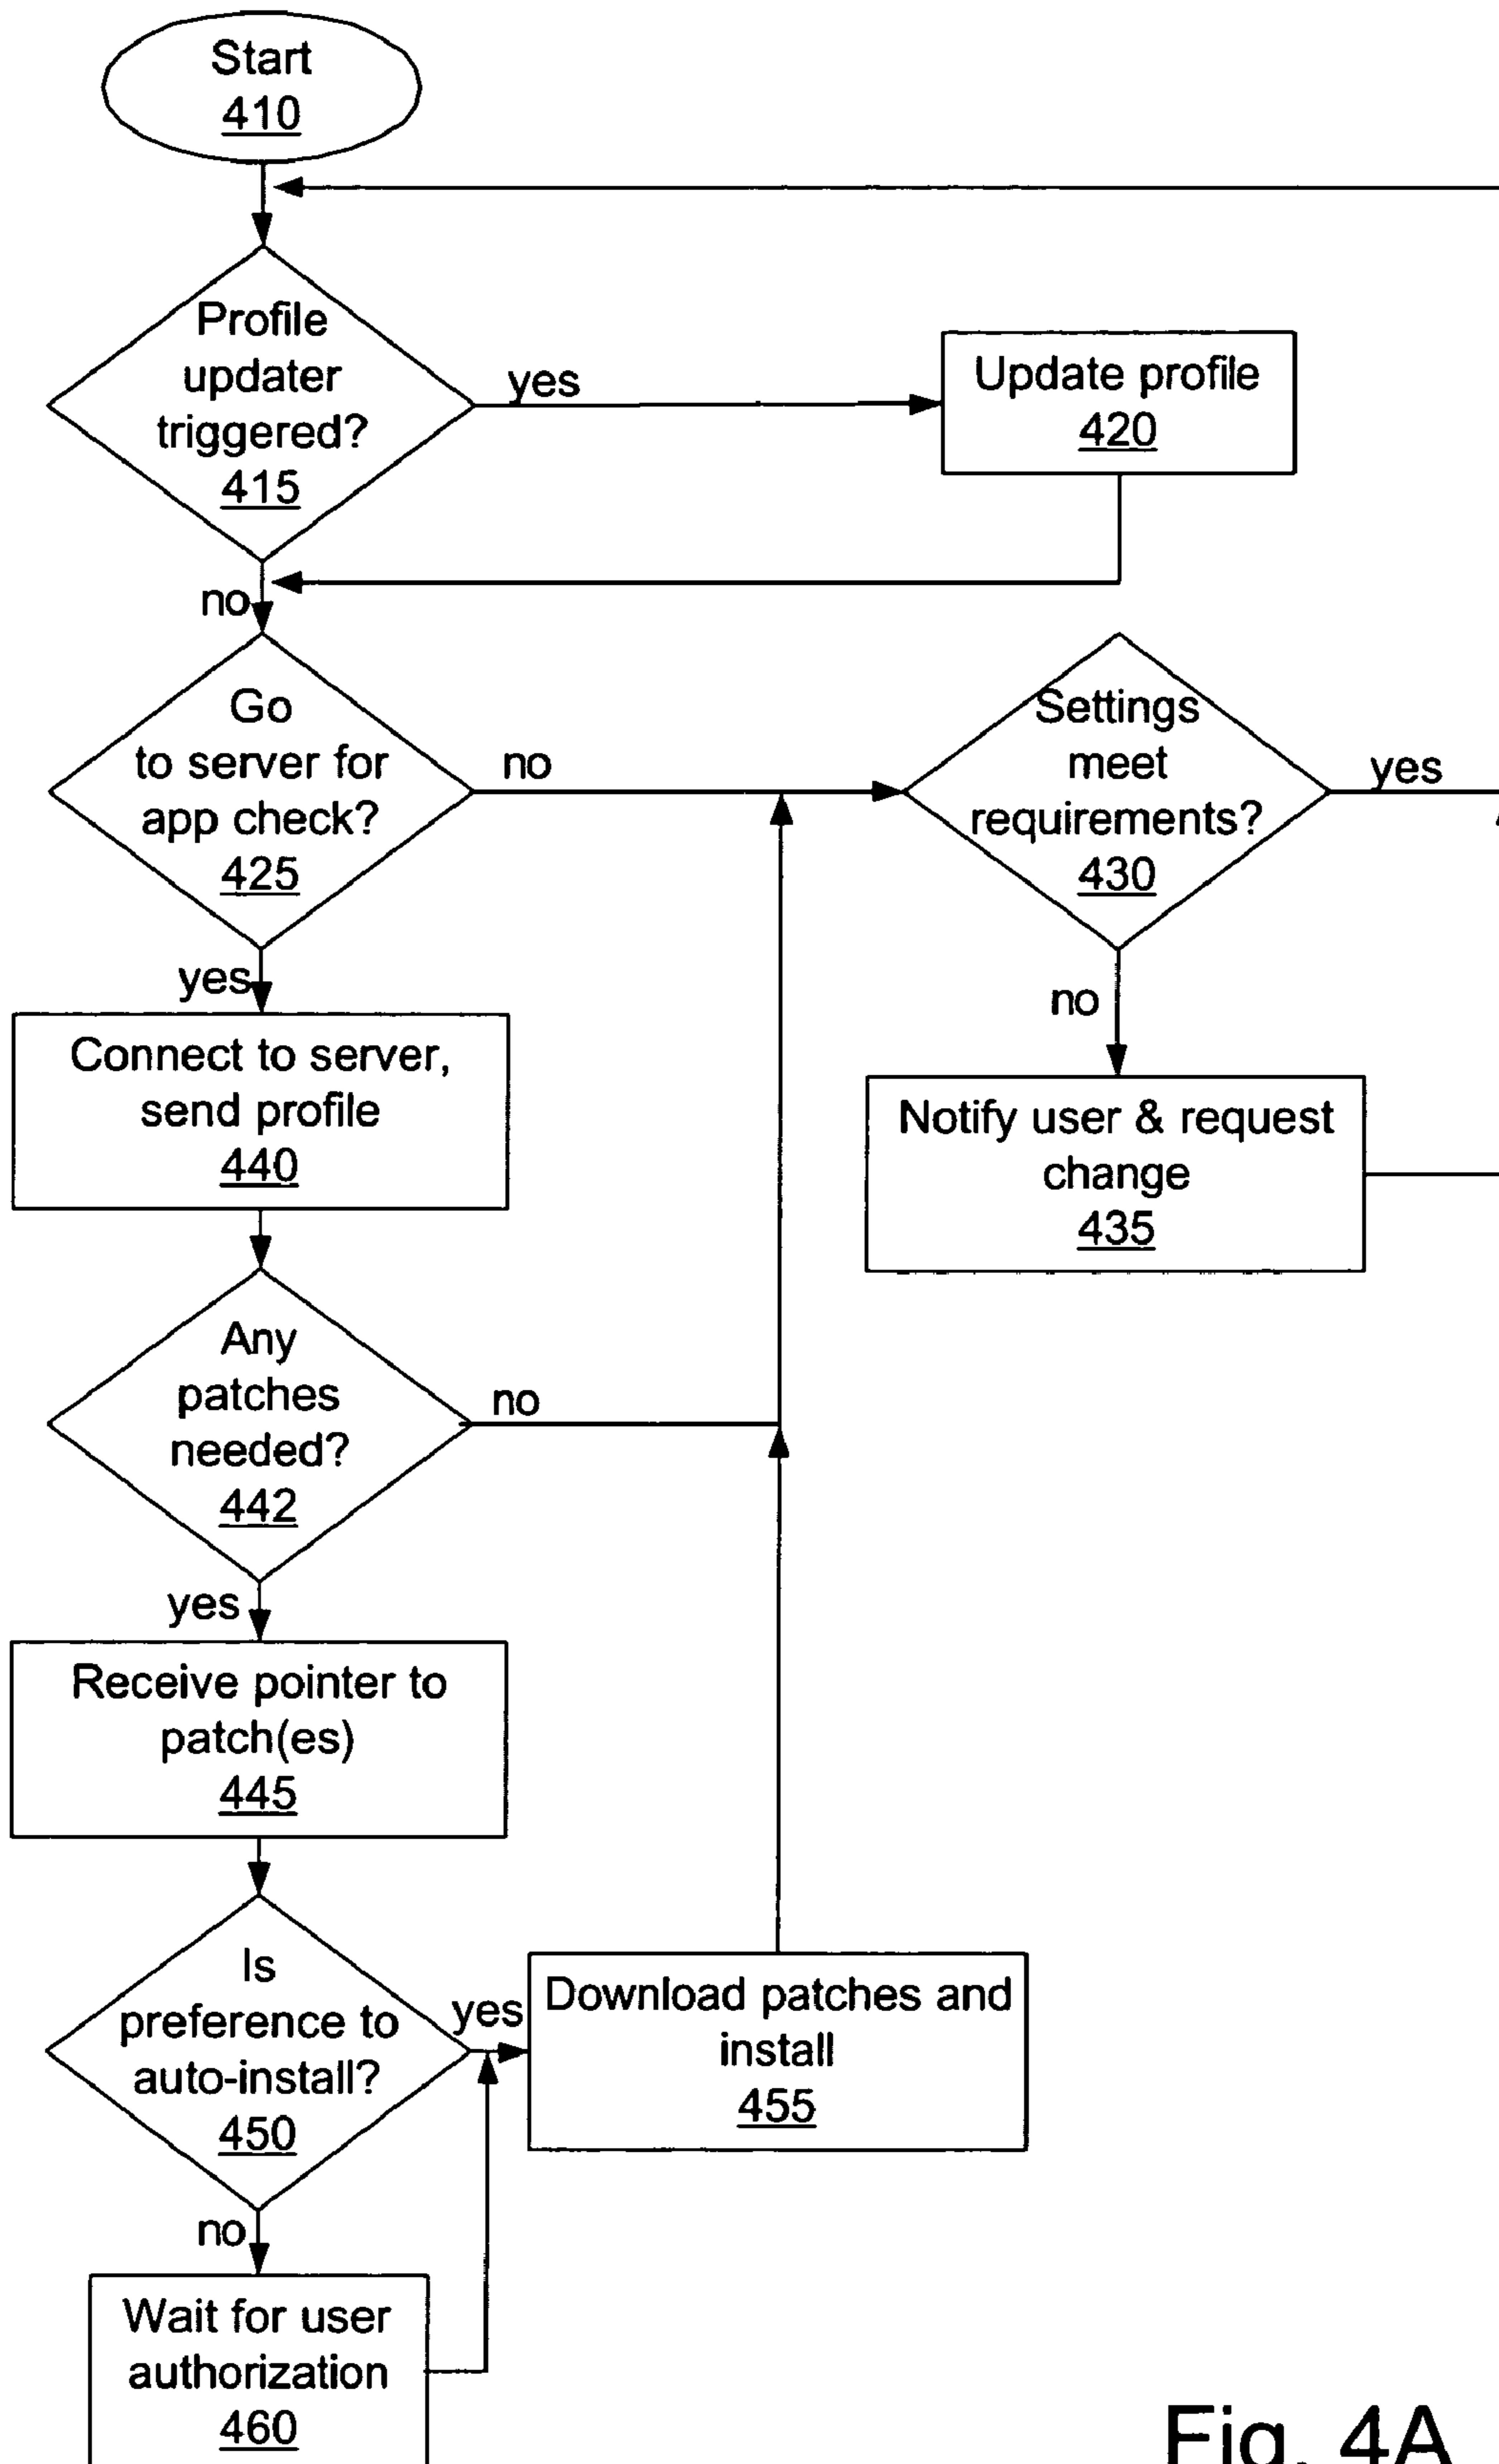 Start
410
Profile
updater
triggered?
415
yes
Update profile
420
no
Go
to server for
app check?
425
no
Settings
meet
requirements?
430
yes
yes
Connect to server,
send profile
440
no
Notify user & request
change
435
Any
patches
needed?
442
no
yes
Receive pointer to
patch(es)
445
Is
preference to
auto-install?
450
yes
Download patches and
install
455
no
Wait for user
authorization
460
Fig. 4A